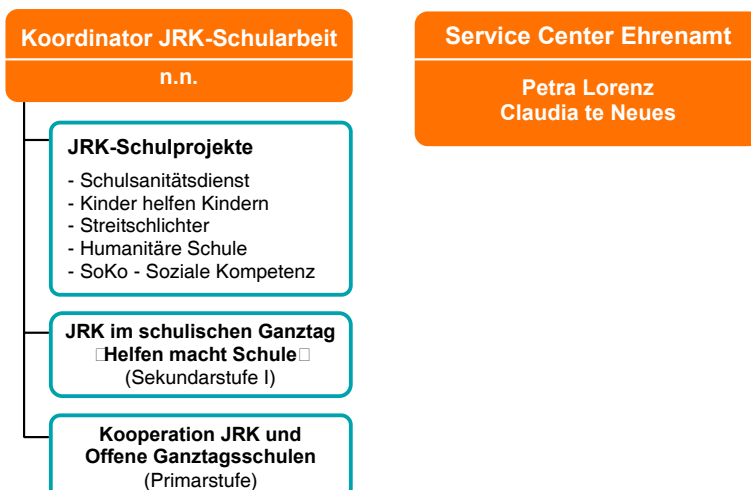 Koordinator JRK-Schularbeit
n.n.
JRK-Schulprojekte
- Schulsanitätsdienst
- Kinder helfen Kindern
- Streitschlichter
- Humanitäre Schule
- SoKo - Soziale Kompetenz
JRK im schulischen Ganztag
□Helfen macht Schule□
(Sekundarstufe I)
Kooperation JRK und
Offene Ganztagsschulen
(Primarstufe)
Service Center Ehrenamt
Petra Lorenz
Claudia te Neues